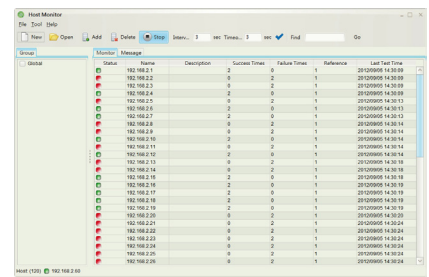 Host Monitor
File Tool Help
New Open Add Delete Stop Interv... 3 sec Timeo... 3 sec Find Go
Group
Global
Monitor Message
Status Name Description Success Times Failure Times Reference Last Test Time
192.168.2.1 2 0 1 2012/09/05 14:30:09
192.168.2.2 0 2 1 2012/09/05 14:30:09
192.168.2.3 0 2 1 2012/09/05 14:30:09
192.168.2.4 2 0 1 2012/09/05 14:30:09
192.168.2.5 0 2 1 2012/09/05 14:30:13
192.168.2.6 2 0 1 2012/09/05 14:30:13
192.168.2.7 0 2 1 2012/09/05 14:30:14
192.168.2.8 0 2 1 2012/09/05 14:30:14
192.168.2.9 0 2 1 2012/09/05 14:30:14
192.168.2.10 2 0 1 2012/09/05 14:30:14
192.168.2.11 0 2 1 2012/09/05 14:30:14
192.168.2.12 2 0 1 2012/09/05 14:30:14
192.168.2.13 0 2 1 2012/09/05 14:30:18
192.168.2.14 0 2 1 2012/09/05 14:30:18
192.168.2.15 2 0 1 2012/09/05 14:30:18
192.168.2.16 2 0 1 2012/09/05 14:30:19
192.168.2.17 2 0 1 2012/09/05 14:30:19
192.168.2.18 2 0 1 2012/09/05 14:30:19
192.168.2.19 2 0 1 2012/09/05 14:30:19
192.168.2.20 0 2 1 2012/09/05 14:30:20
192.168.2.21 0 2 1 2012/09/05 14:30:24
192.168.2.22 0 2 1 2012/09/05 14:30:24
192.168.2.23 0 2 1 2012/09/05 14:30:24
192.168.2.24 0 2 1 2012/09/05 14:30:24
192.168.2.25 0 2 1 2012/09/05 14:30:24
192.168.2.26 0 2 1 2012/09/05 14:30:24
Host (120) 192.168.2.60